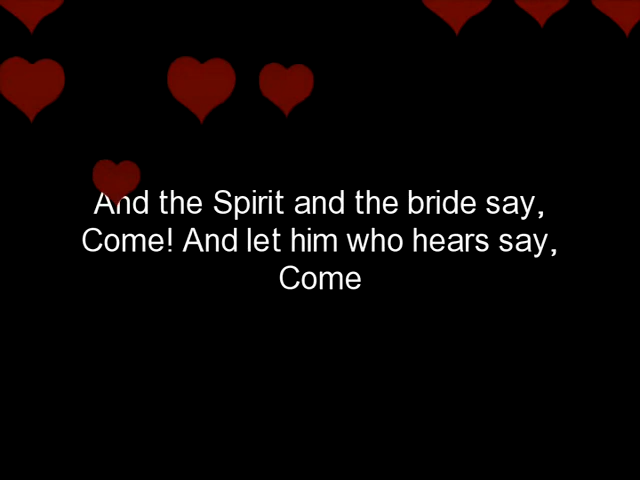 And the Spirit and the bride say,
Come! And let him who hears say,
Come